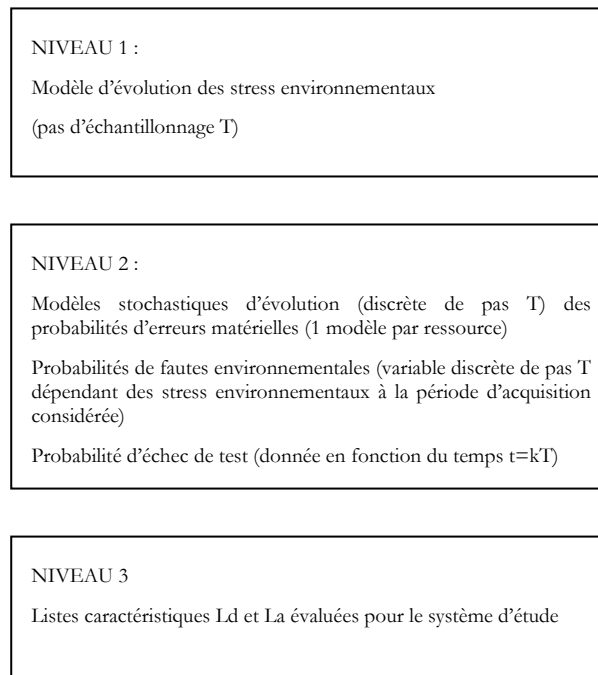 NIVEAU 1 :
Modèle d’évolution des stress environnementaux
(pas d’échantillonnage T)
NIVEAU 2 :
Modèles stochastiques d’évolution (discrète de pas T) des
probabilités d’erreurs matérielles (1 modèle par ressource)
Probabilités de fautes environnementales (variable discrète de pas T
dépendant des stress environnementaux à la période d’acquisition
considérée)
Probabilité d’échec de test (donnée en fonction du temps t=kT)
NIVEAU 3
Listes caractéristiques Ld et La évaluées pour le système d’étude